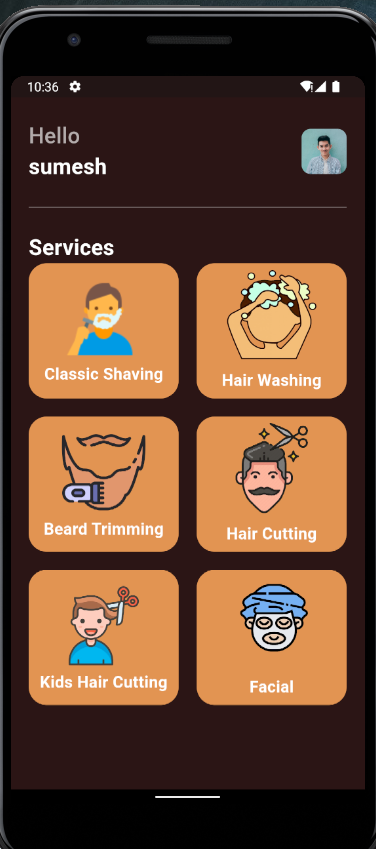 10:36
Hello
sumesh
Services
Classic Shaving
Hair Washing
Beard Trimming
Hair Cutting
Kids Hair Cutting
Facial